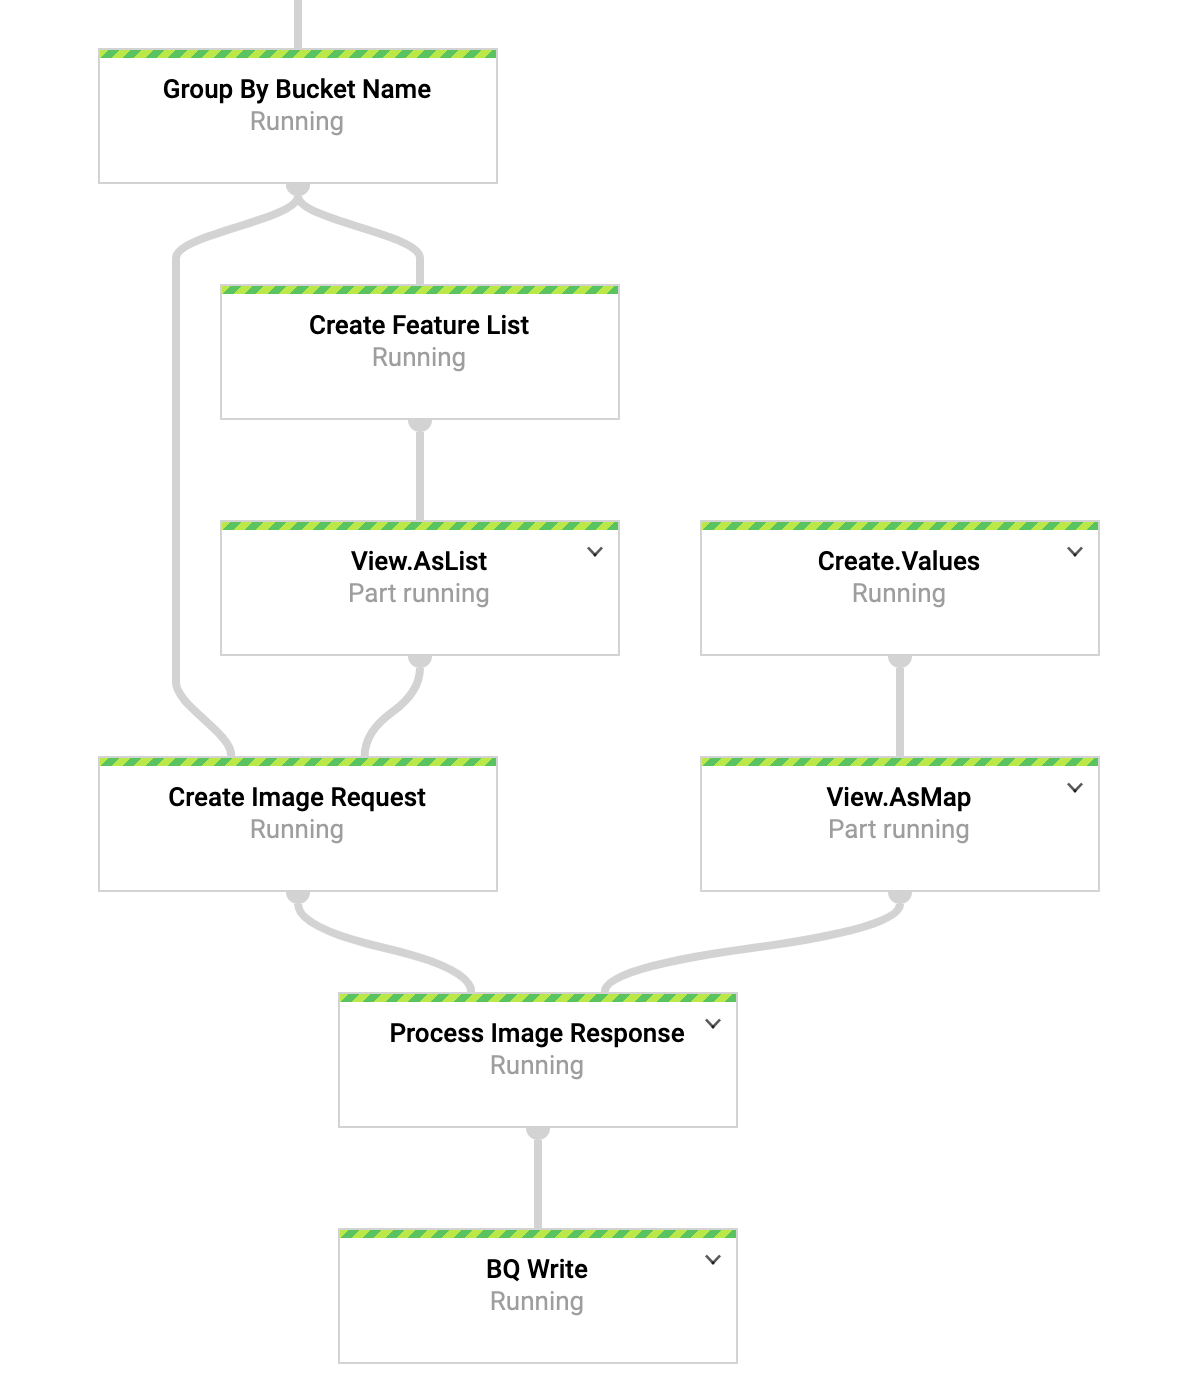 Group By Bucket Name
Running
Create Feature List
Running
View.AsList
Part running
Create.Values
Running
Create Image Request
Running
View.AsMap
Part running
Process Image Response
Running
BQ Write
Running